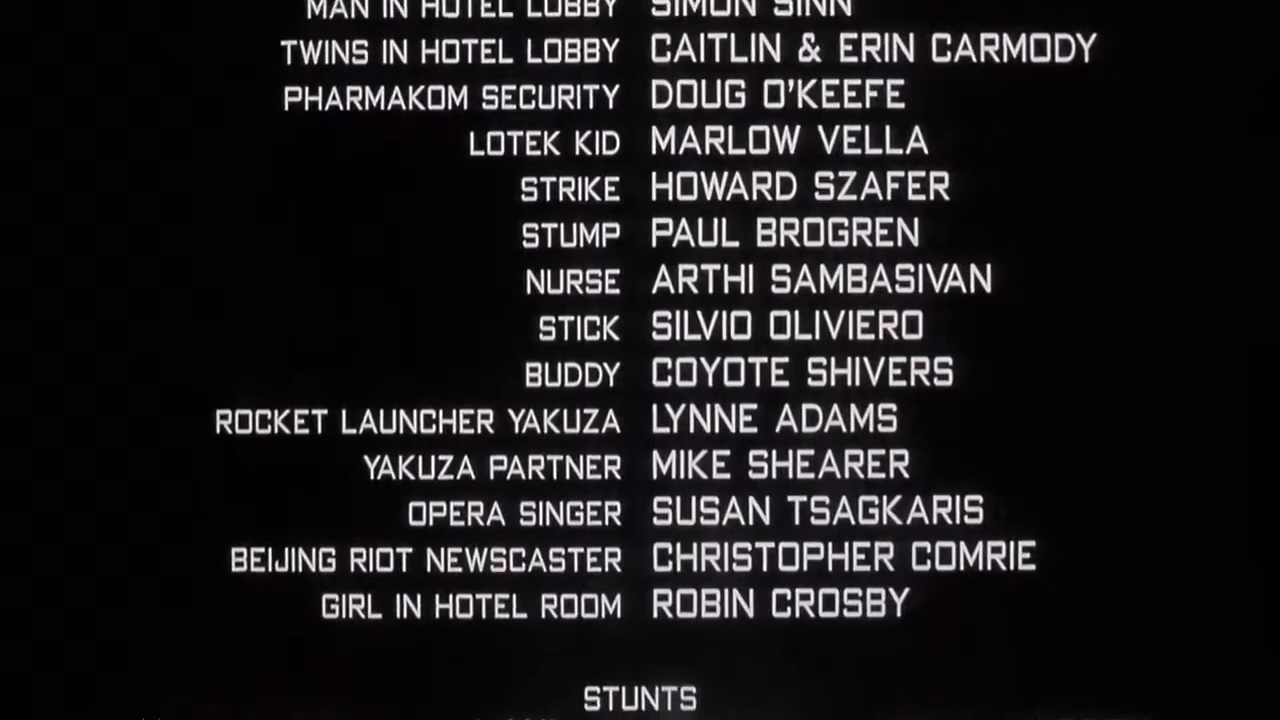 MAN IN HOTEL LOBBY SIMON SINN
TWINS IN HOTEL LOBBY CAITLIN & ERIN CARMODY
PHARMAKOM SECURITY DOUG O'KEEFE
LOTEK KID MARLOW VELLA
STRIKE HOWARD SZAFER
STUMP PAUL BROGREN
NURSE ARTHI SAMBASIVAN
STICK SILVIO OLIVIERO
BUDDY COYOTE SHIVERS
ROCKET LAUNCHER YAKUZA LYNNE ADAMS
YAKUZA PARTNER MIKE SHEARER
OPERA SINGER SUSAN TSAGKARIS
BEIJING RIOT NEWSCASTER CHRISTOPHER COMRIE
GIRL IN HOTEL ROOM ROBIN CROSBY
STUNTS